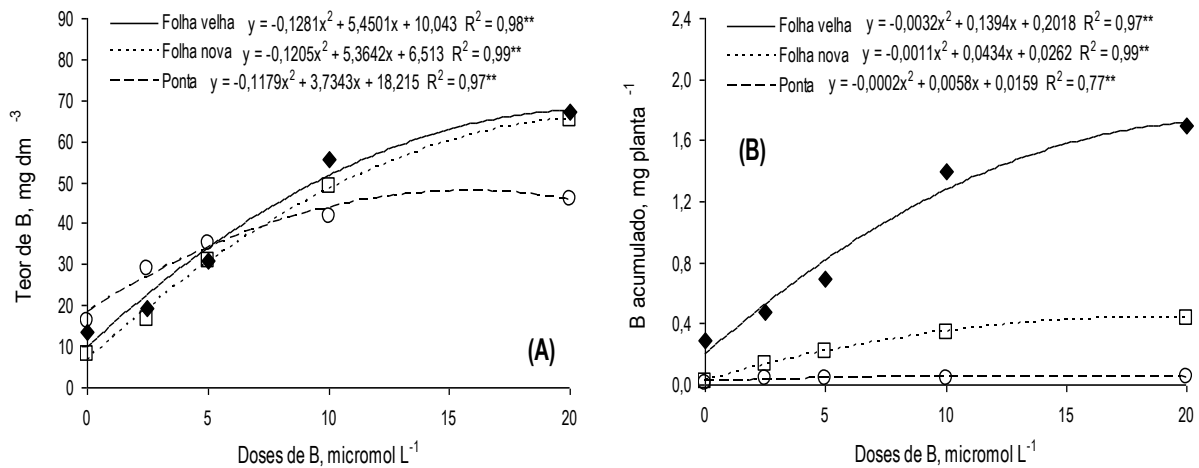 Folha velha y = -0,1281x² + 5,4501x + 10,043 R² = 0,98**
Folha nova y = -0,1205x² + 5,3642x + 6,513 R² = 0,99**
Ponta y = -0,1179x² + 3,7343x + 18,215 R² = 0,97**
90
80
70
60
50
40
30
20
10
0
Teor de B, mg dm⁻³
(A)
0 5 10 15 20
Doses de B, micromol L⁻¹
Folha velha y = -0,0032x² + 0,1394x + 0,2018 R² = 0,97**
Folha nova y = -0,0011x² + 0,0434x + 0,0262 R² = 0,99**
Ponta y = -0,0002x² + 0,0058x + 0,0159 R² = 0,77**
2,4
2,0
1,6
1,2
0,8
0,4
0,0
B acumulado, mg planta⁻¹
(B)
0 5 10 15 20
Doses de B, micromol L⁻¹